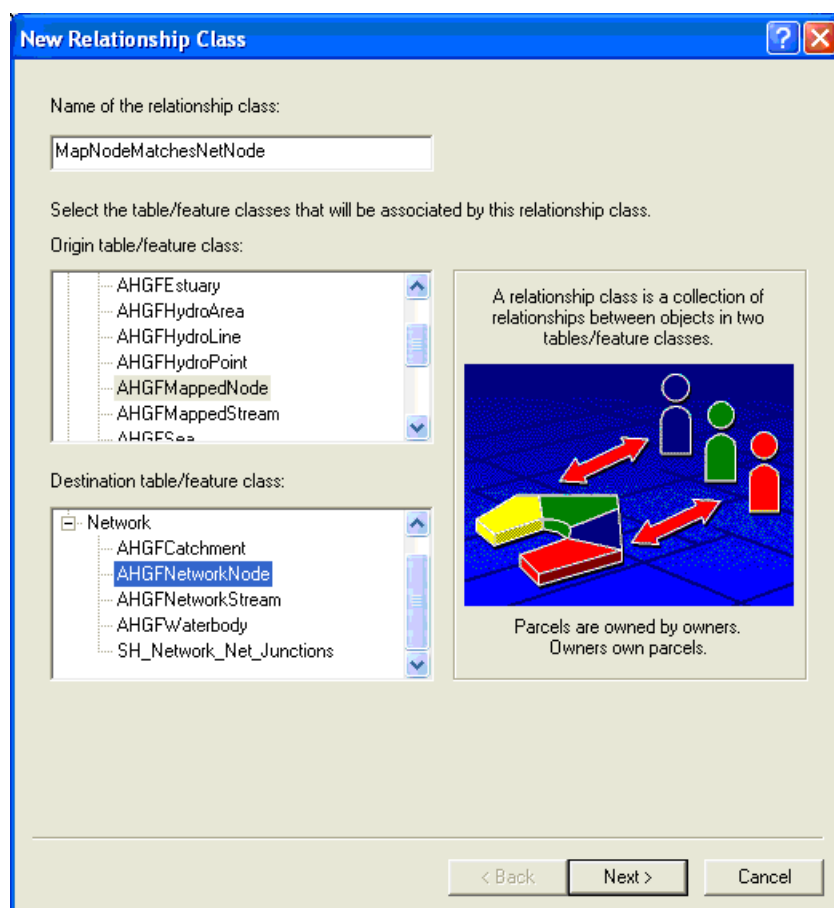 New Relationship Class
Name of the relationship class:
MapNodeMatchesNetNode
Select the table/feature classes that will be associated by this relationship class.
Origin table/feature class:
AHGFEstuary
AHGFHydroArea
AHGFHydroLine
AHGFHydroPoint
AHGFMappedNode
AHGFMappedStream
AHGFSea
Destination table/feature class:
Network
AHGFCatchment
AHGFNetworkNode
AHGFNetworkStream
AHGFWaterbody
SH_Network_Net_Junctions
A relationship class is a collection of
relationships between objects in two
tables/feature classes.
Parcels are owned by owners.
Owners own parcels.
< Back
Next >
Cancel